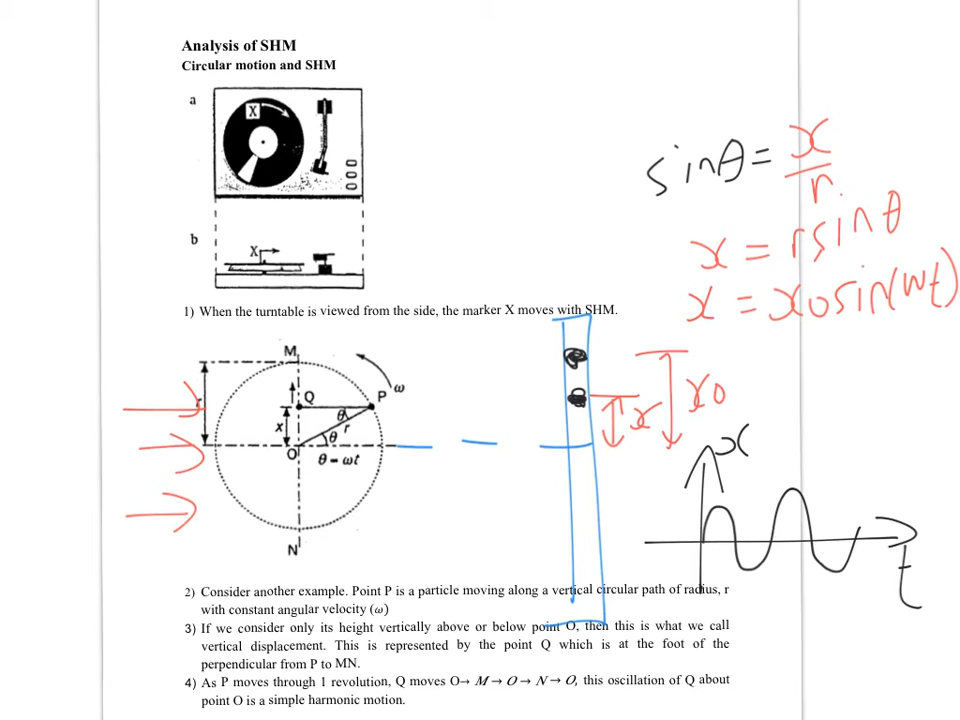 Analysis of SHM
Circular motion and SHM
a
X
b
X
1) When the turntable is viewed from the side, the marker X moves with SHM.
sinθ = x/r
x = rsinθ
x = x0sin(wt)
M
Q
P
ω
r
θ
x
r
θ
O
θ - ωt
N
x
x0
x
t
2) Consider another example. Point P is a particle moving along a vertical circular path of radius, r
with constant angular velocity (ω)
3) If we consider only its height vertically above or below point O, then this is what we call
vertical displacement. This is represented by the point Q which is at the foot of the
perpendicular from P to MN.
4) As P moves through 1 revolution, Q moves O→ M → O → N → O, this oscillation of Q about
point O is a simple harmonic motion.